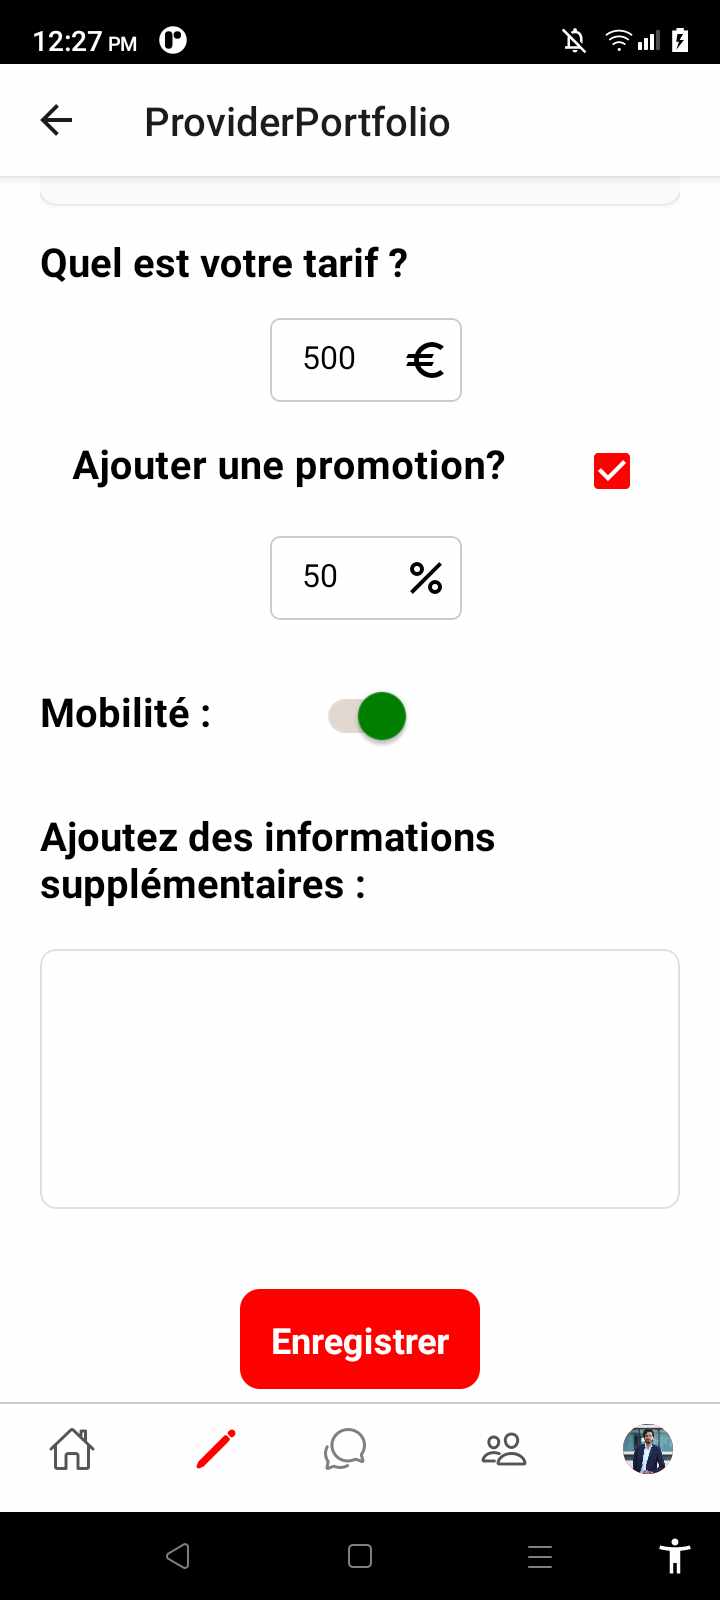 12:27 PM
ProviderPortfolio
Quel est votre tarif ?
500 €
Ajouter une promotion?
50 %
Mobilité :
Ajoutez des informations
supplémentaires :
Enregistrer